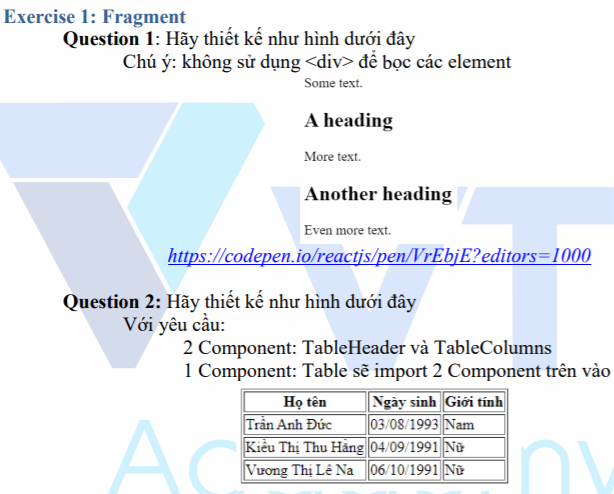 Exercise 1: Fragment
Question 1: Hãy thiết kế như hình dưới đây
Chú ý: không sử dụng <div> để bọc các element
Some text.
A heading
More text.
Another heading
Even more text.
https://codepen.io/reactjs/pen/VrEbjE?editors=1000
Question 2: Hãy thiết kế như hình dưới đây
Với yêu cầu:
2 Component: TableHeader và TableColumns
1 Component: Table sẽ import 2 Component trên vào
Họ tên Ngày sinh Giới tính
Trần Anh Đức 03/08/1993 Nam
Kiều Thị Thu Hằng 04/09/1991 Nữ
Vương Thị Lê Na 06/10/1991 Nữ